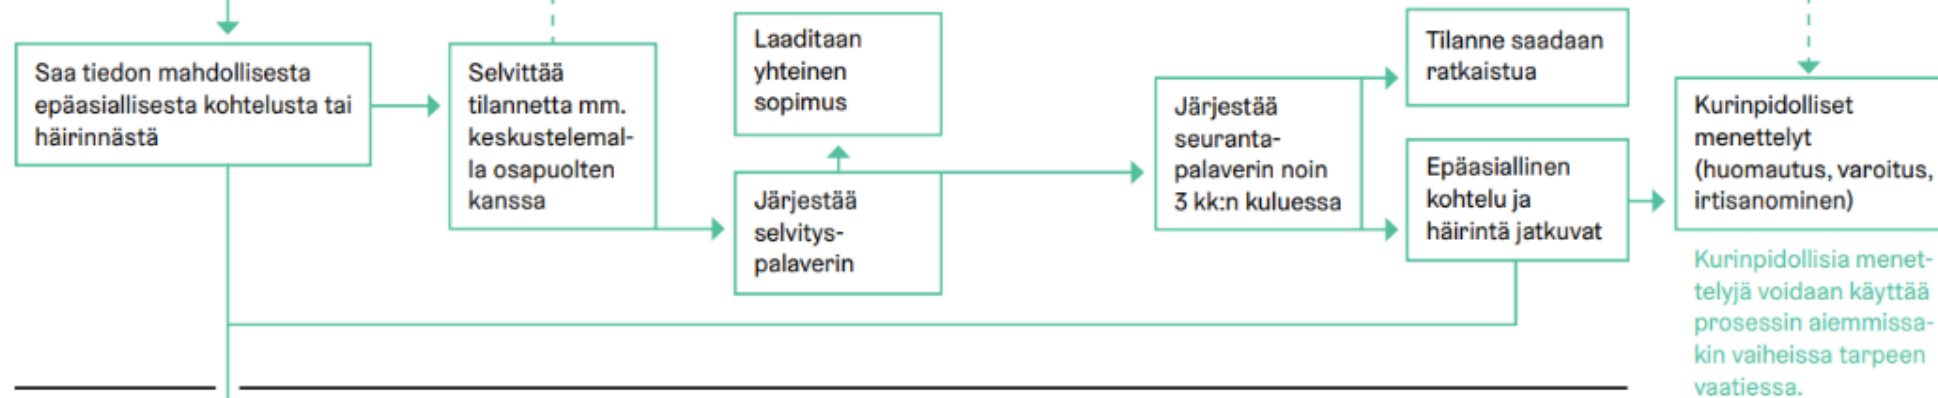 Saa tiedon mahdollisesta
epäasiallisesta kohtelusta tai
häirinnästä
Selvittää
tilannetta mm.
keskustelemal-
la osapuolten
kanssa
Laaditaan
yhteinen
sopimus
Järjestää
selvitys-
palaverin
Järjestää
seuranta-
palaverin noin
3 kk:n kuluessa
Tilanne saadaan
ratkaistua
Epäasiallinen
kohtelu ja
häirintä jatkuvat
Kurinpidolliset
menettelyt
(huomautus, varoitus,
irtisanominen)
Kurinpidollisia menet-
telyjä voidaan käyttää
prosessin aiemmissa-
kin vaiheissa tarpeen
vaatiessa.